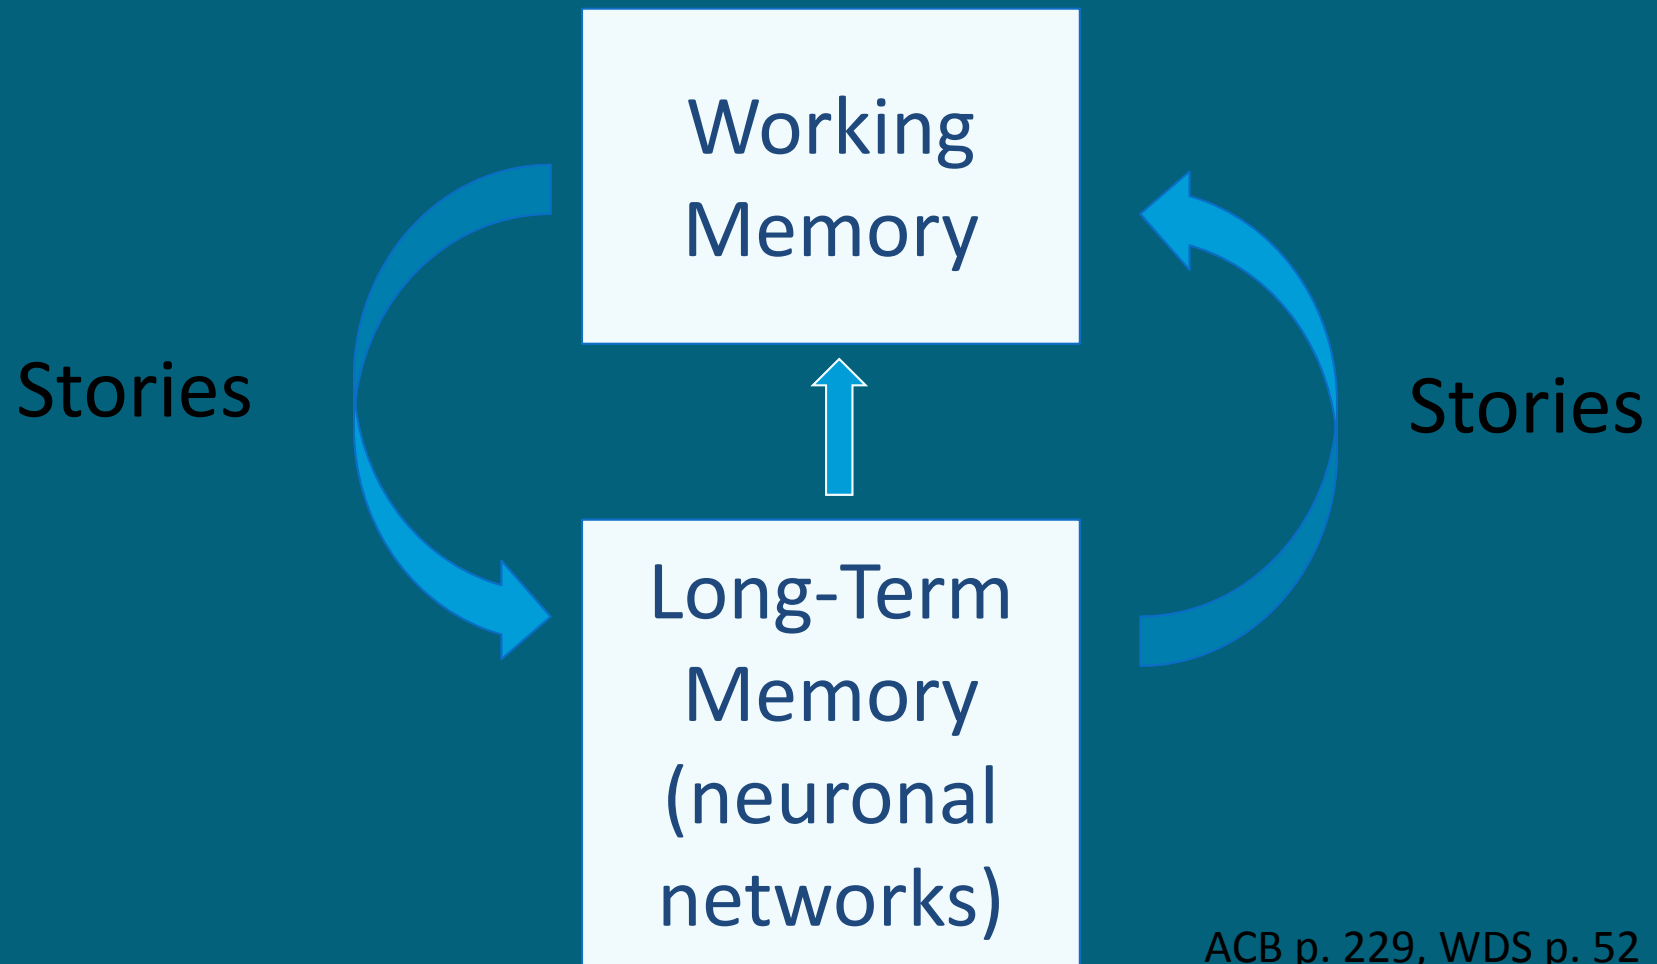 Working
Memory
Stories
Stories
Long-Term
Memory
(neuronal
networks)
ACB p. 229, WDS p. 52